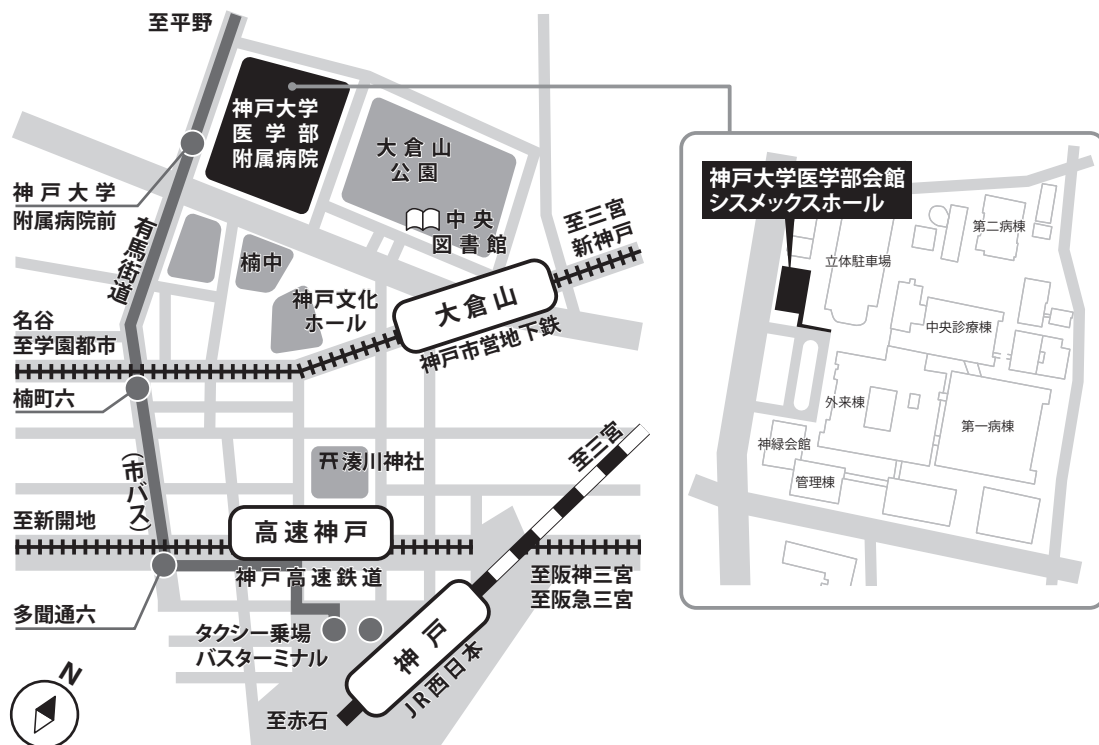 至平野
神戸大学
医学部
附属病院
大倉山
公園
中央
図書館
神戸大学
附属病院前
有馬街道
楠中
神戸文化
ホール
至三宮
新神戸
大倉山
神戸市営地下鉄
名谷
至学園都市
楠町六
(市バス)
湊川神社
至三宮
至新開地
高速神戸
神戸高速鉄道
至阪神三宮
至阪急三宮
多聞通六
タクシー乗場
バスターミナル
神戸
JR西日本
至赤石
N
神戸大学医学部会館
シスメックスホール
第二病棟
立体駐車場
中央診療棟
外来棟
第一病棟
神緑会館
管理棟